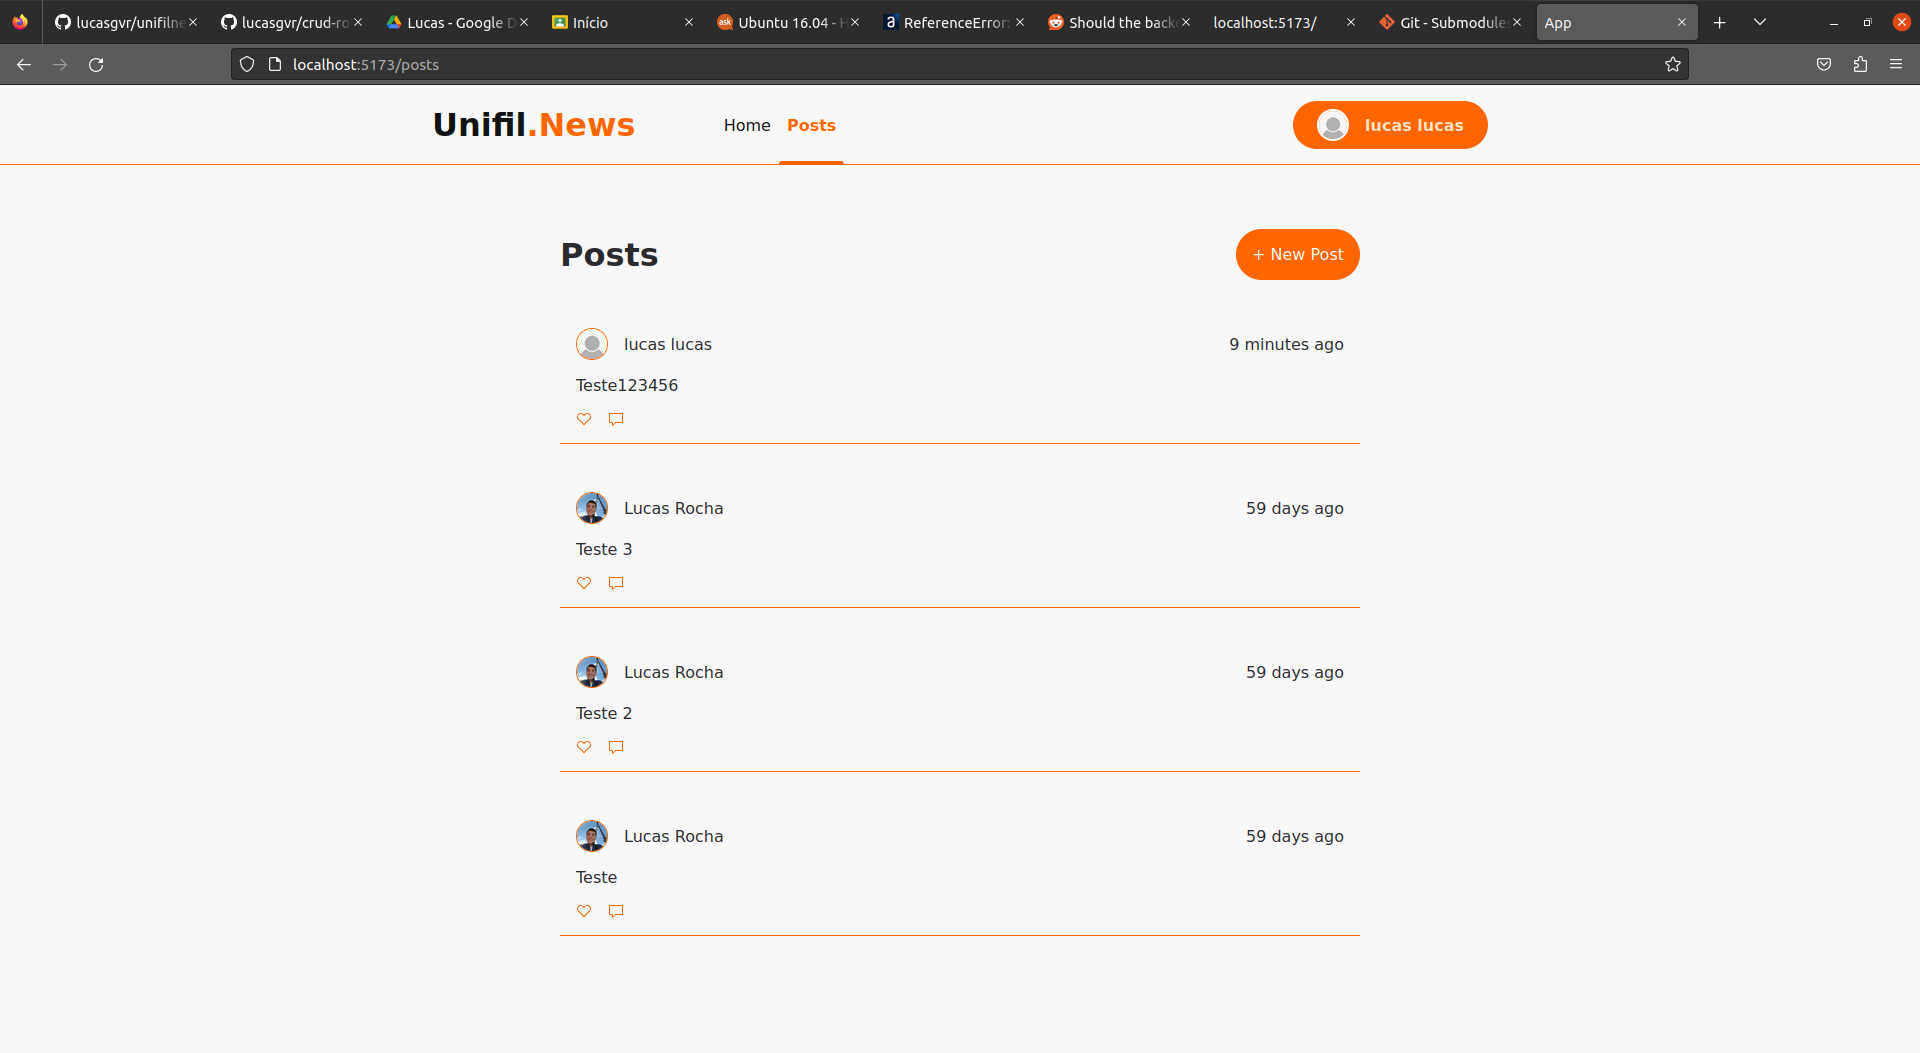 lucasgvr/unifilne
lucasgvr/crud-ro
Lucas - Google D
Início
Ubuntu 16.04 - H
ReferenceError:
Should the back
localhost:5173/
Git - Submodules
App
localhost:5173/posts
Unifil.News
Home
Posts
lucas lucas
Posts
+ New Post
lucas lucas
9 minutes ago
Teste123456
Lucas Rocha
59 days ago
Teste 3
Lucas Rocha
59 days ago
Teste 2
Lucas Rocha
59 days ago
Teste